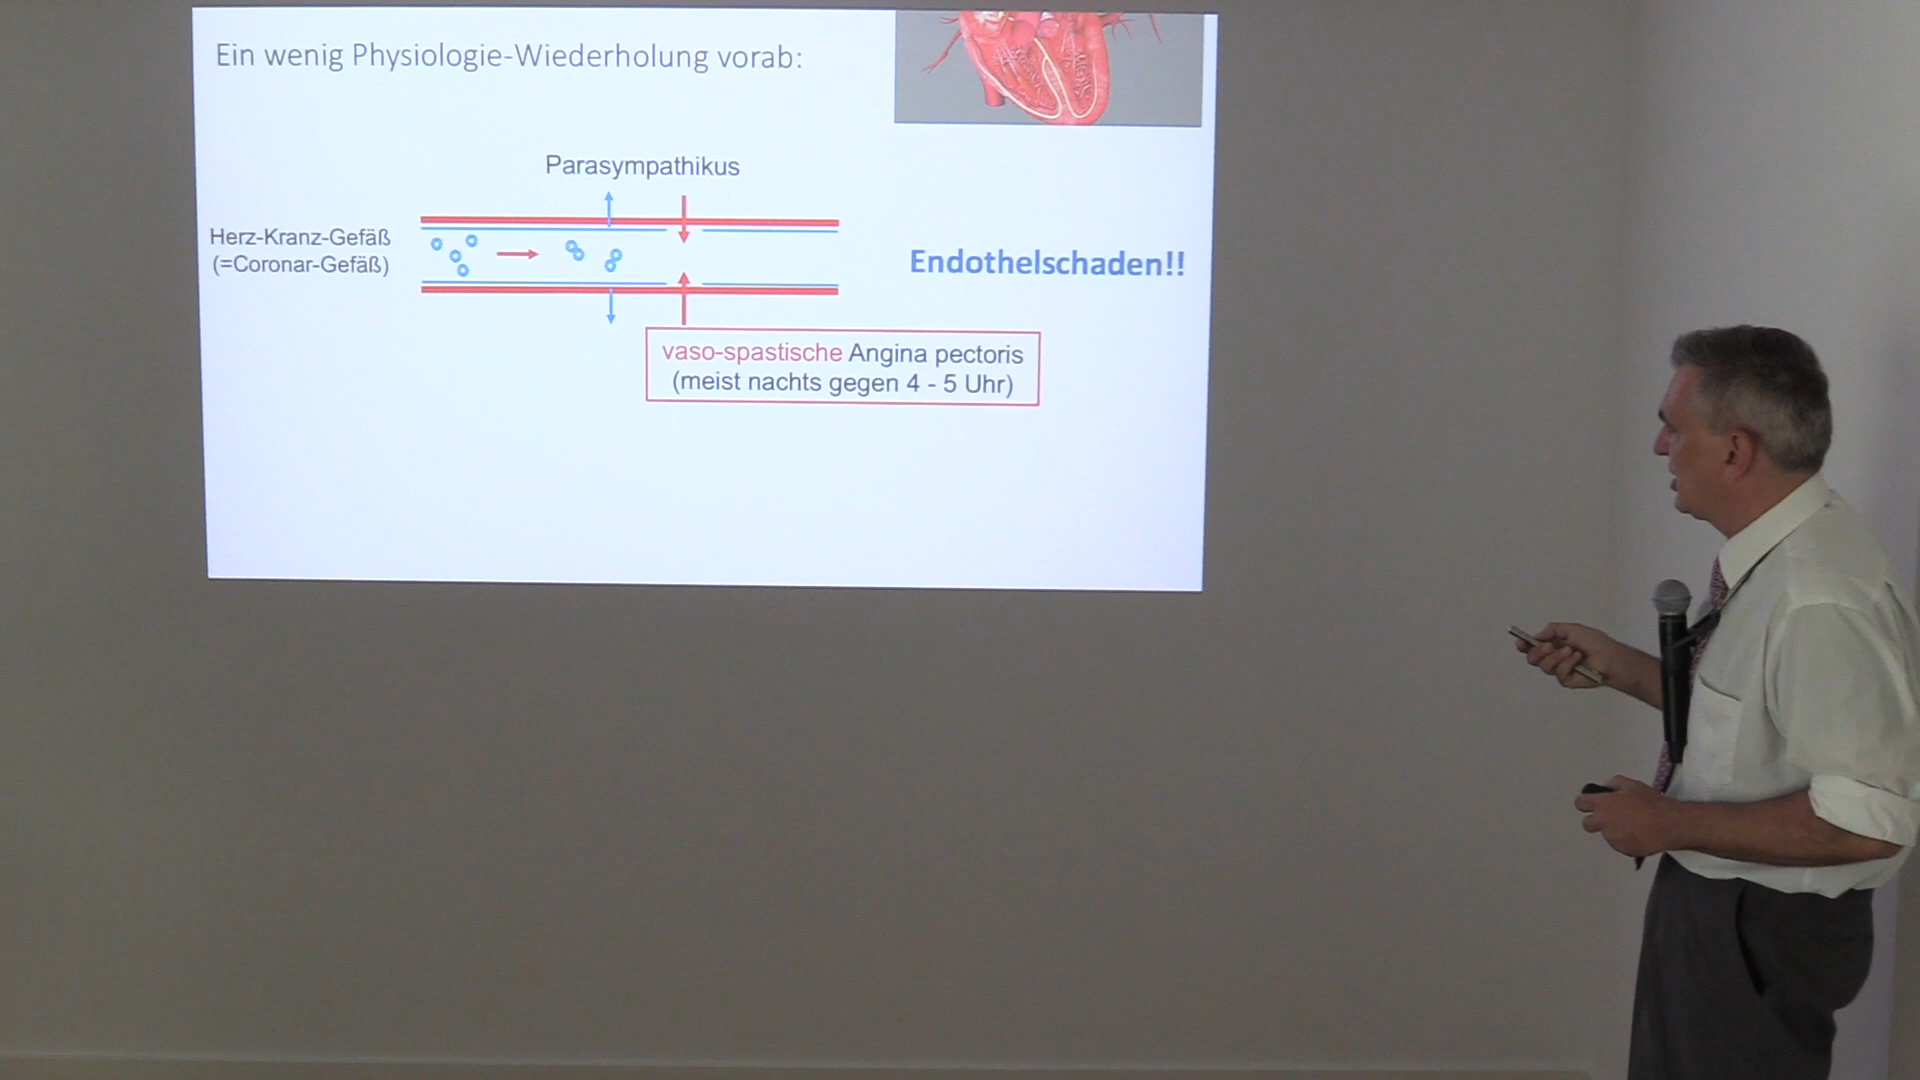 Ein wenig Physiologie-Wiederholung vorab:
Parasympathikus
Herz-Kranz-Gefäß
(=Coronar-Gefäß)
Endothelschaden!!
vaso-spastische Angina pectoris
(meist nachts gegen 4 - 5 Uhr)